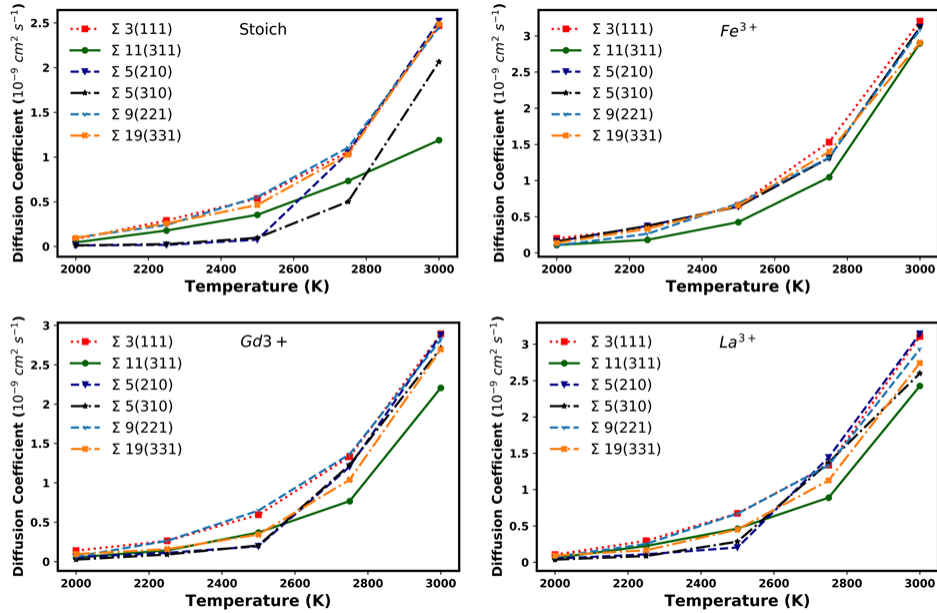 Stoich
Σ 3(111)
Σ 11(311)
Σ 5(210)
Σ 5(310)
Σ 9(221)
Σ 19(331)
2.5
2
1.5
1
0.5
0
2000 2200 2400 2600 2800 3000
Diffusion Coefficient (10⁻⁹ cm² s⁻¹)
Temperature (K)
Fe³⁺
Σ 3(111)
Σ 11(311)
Σ 5(210)
Σ 5(310)
Σ 9(221)
Σ 19(331)
3
2.5
2
1.5
1
0.5
0
2000 2200 2400 2600 2800 3000
Diffusion Coefficient (10⁻⁹ cm² s⁻¹)
Temperature (K)
Gd3 +
Σ 3(111)
Σ 11(311)
Σ 5(210)
Σ 5(310)
Σ 9(221)
Σ 19(331)
3
2.5
2
1.5
1
0.5
0
2000 2200 2400 2600 2800 3000
Diffusion Coefficient (10⁻⁹ cm² s⁻¹)
Temperature (K)
La³⁺
Σ 3(111)
Σ 11(311)
Σ 5(210)
Σ 5(310)
Σ 9(221)
Σ 19(331)
3
2.5
2
1.5
1
0.5
0
2000 2200 2400 2600 2800 3000
Diffusion Coefficient (10⁻⁹ cm² s⁻¹)
Temperature (K)